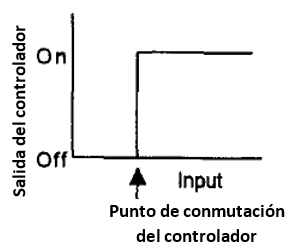 Salida del controlador
On
Off
Input
Punto de conmutación
del controlador